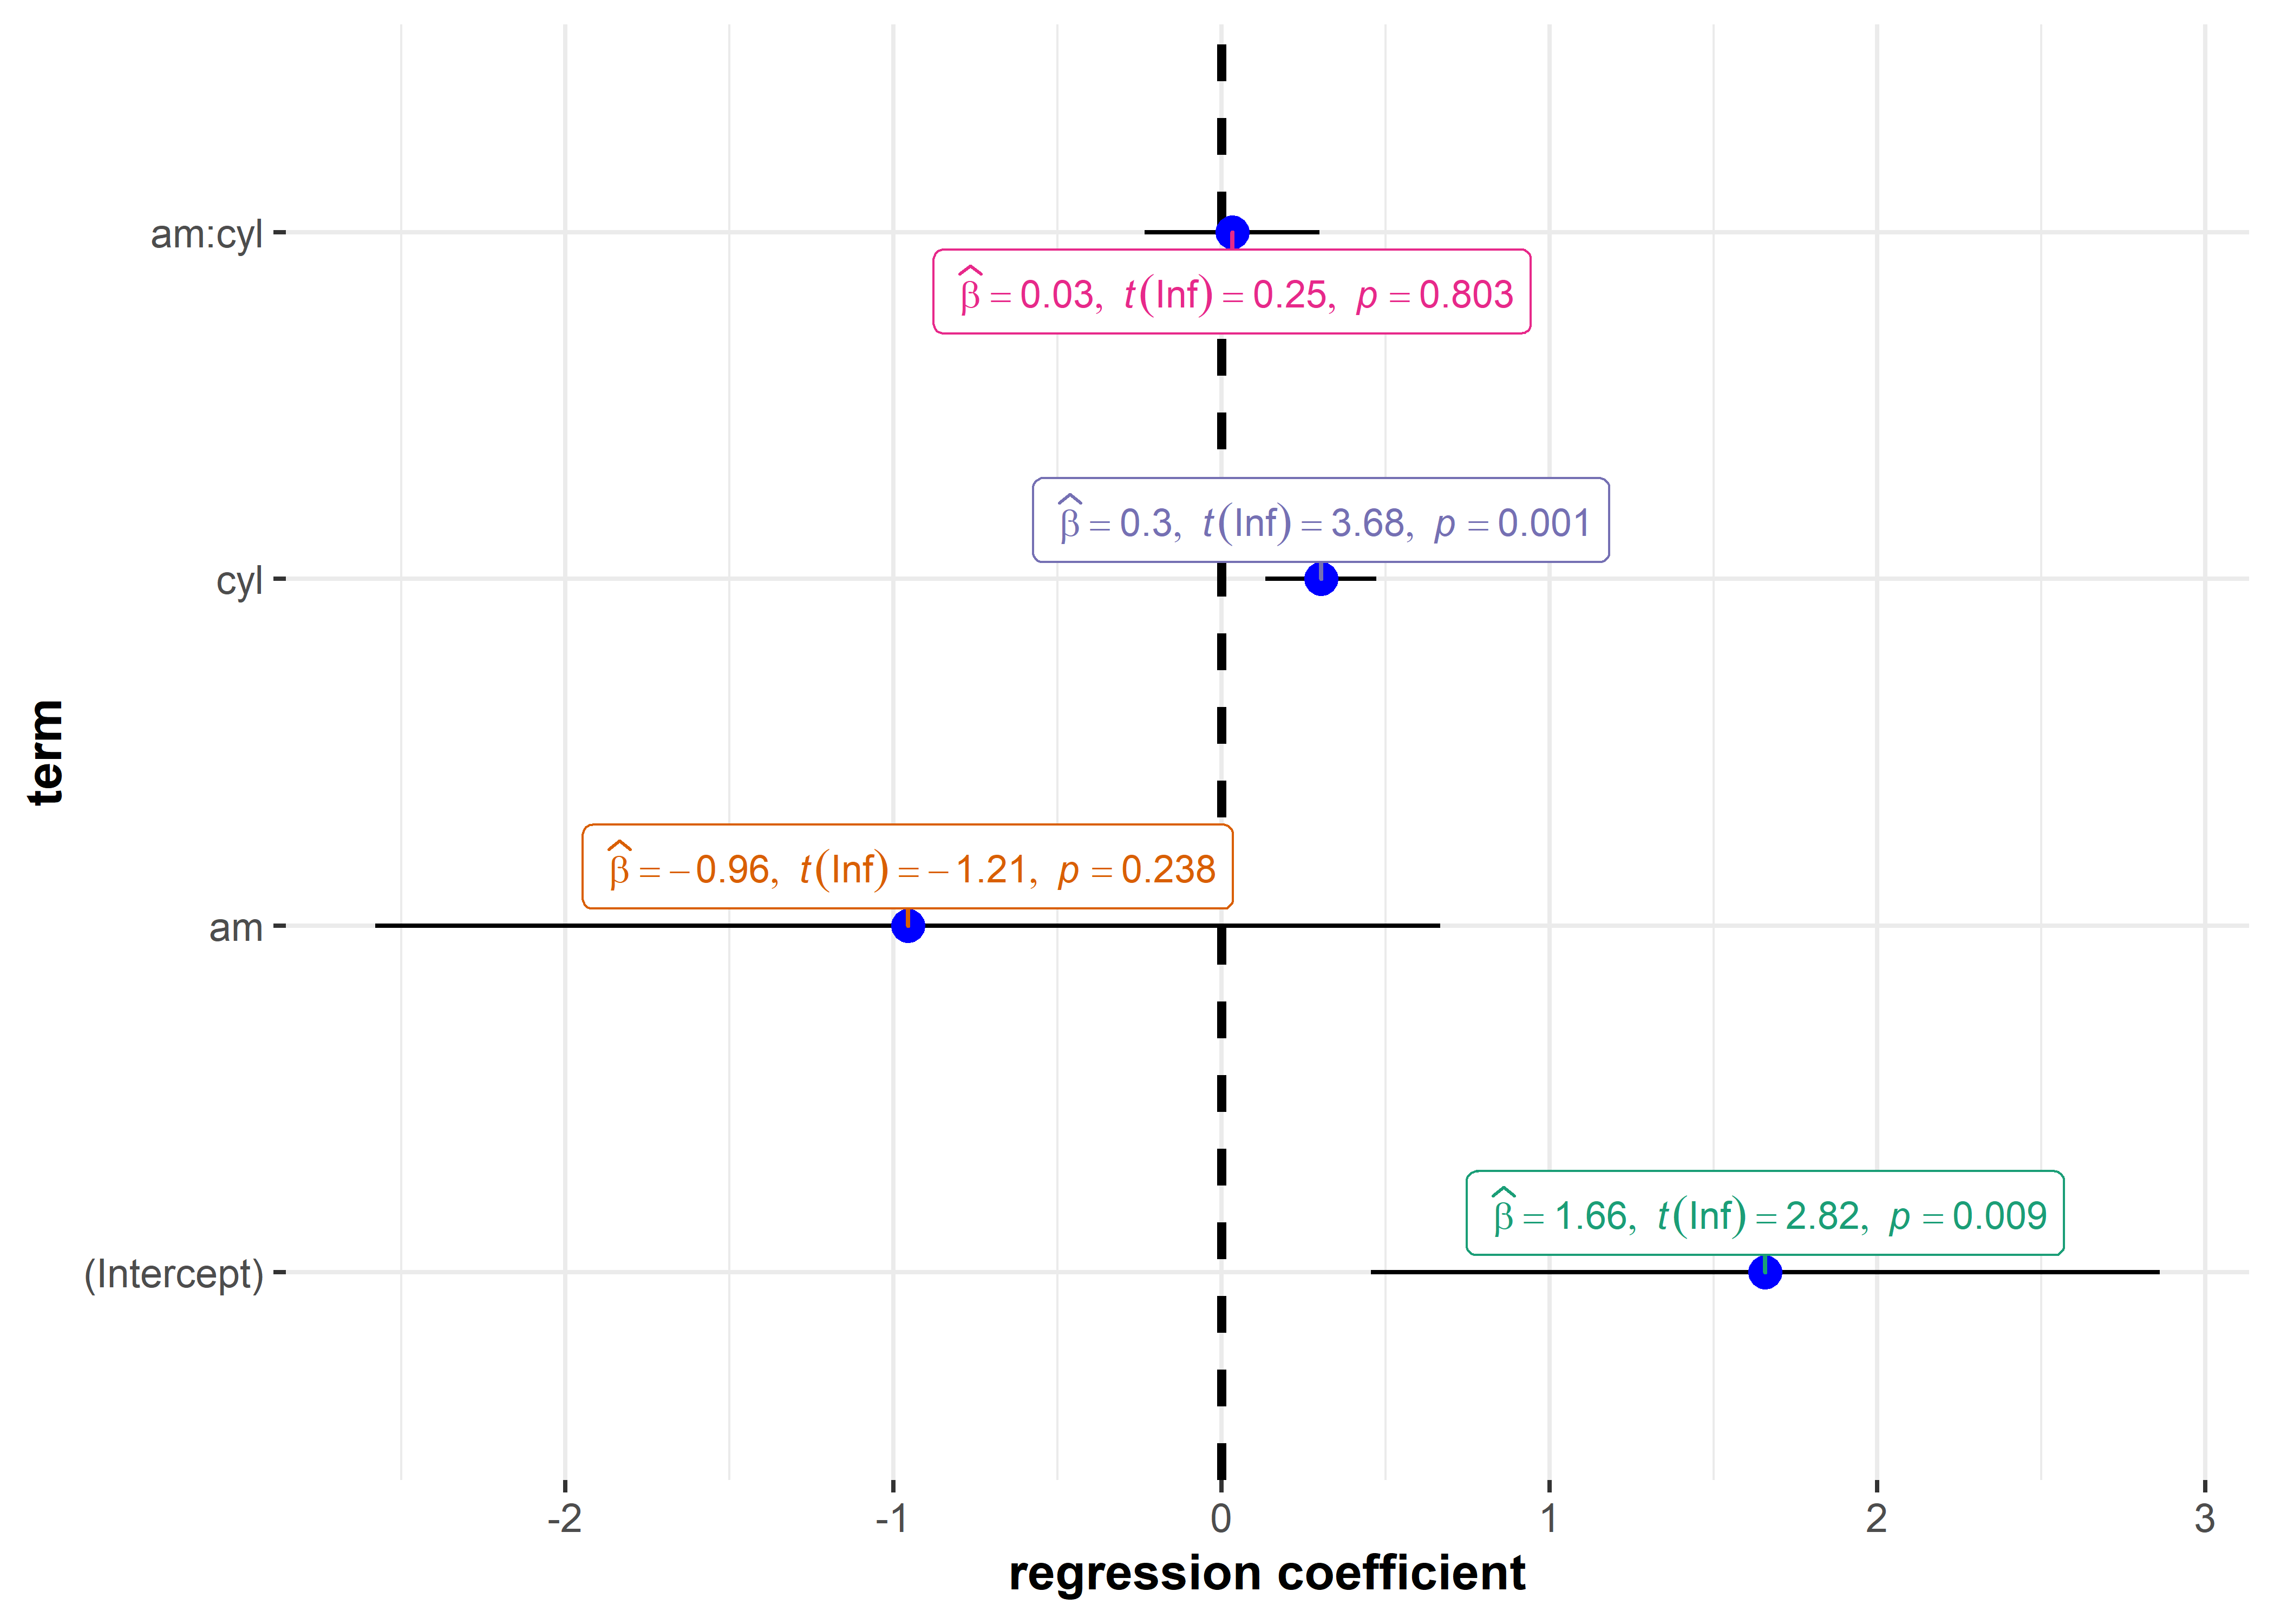 am:cyl
β̂ = 0.03, t(Inf) = 0.25, p = 0.803
β̂ = 0.3, t(Inf) = 3.68, p = 0.001
cyl
term
β̂ = −0.96, t(Inf) = −1.21, p = 0.238
am
β̂ = 1.66, t(Inf) = 2.82, p = 0.009
(Intercept)
-2 -1 0 1 2 3
regression coefficient